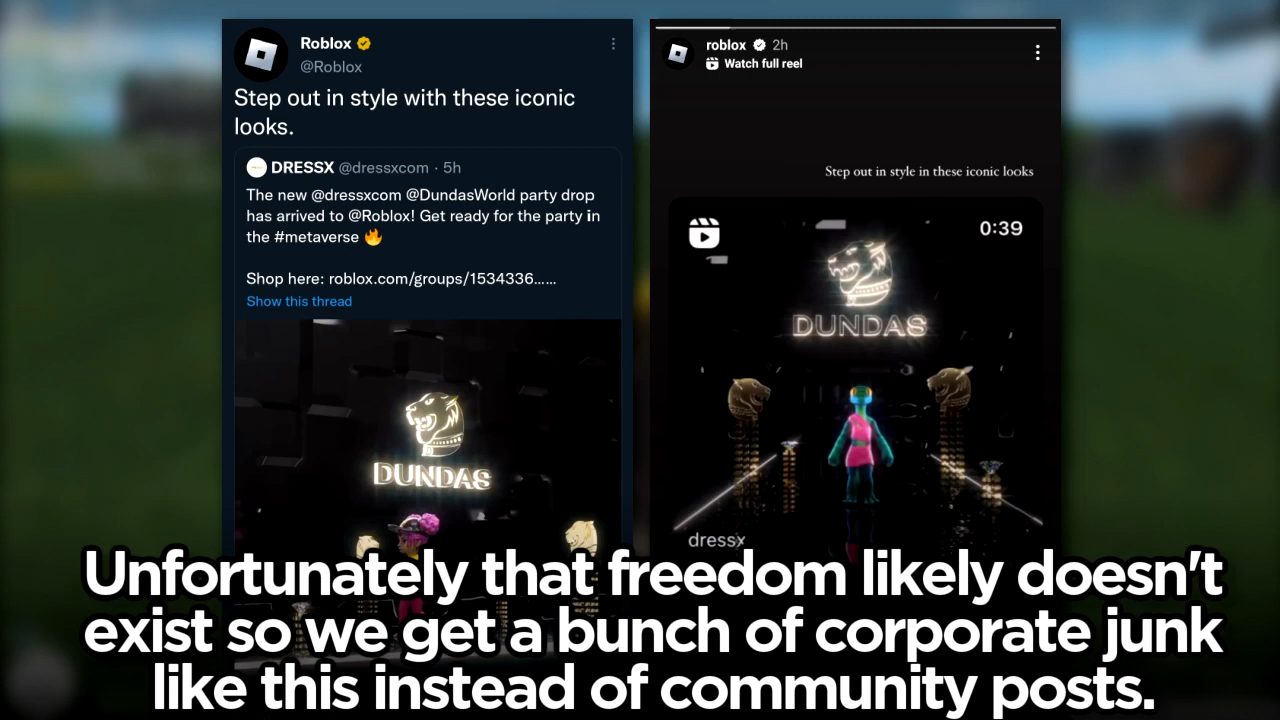 Roblox
@Roblox
Step out in style with these iconic
looks.
DRESSX @dressxcom · 5h
The new @dressxcom @DundasWorld party drop
has arrived to @Roblox! Get ready for the party in
the #metaverse 🔥
Shop here: roblox.com/groups/1534336......
Show this thread
DUNDAS
roblox 2h
Watch full reel
Step out in style in these iconic looks
0:39
DUNDAS
dressx
Unfortunately that freedom likely doesn't
exist so we get a bunch of corporate junk
like this instead of community posts.